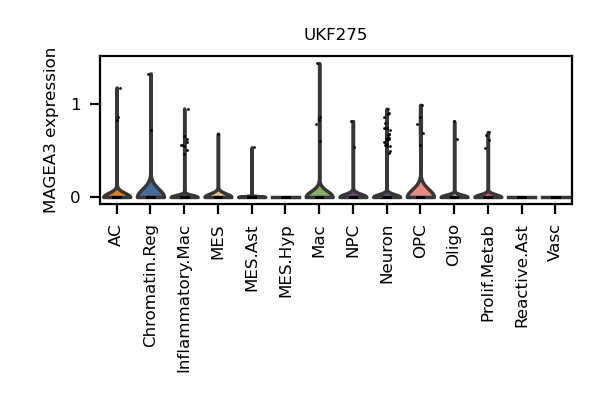 UKF275
MAGEA3 expression
1
0
AC
Chromatin.Reg
Inflammatory.Mac
MES
MES.Ast
MES.Hyp
Mac
NPC
Neuron
OPC
Oligo
Prolif.Metab
Reactive.Ast
Vasc